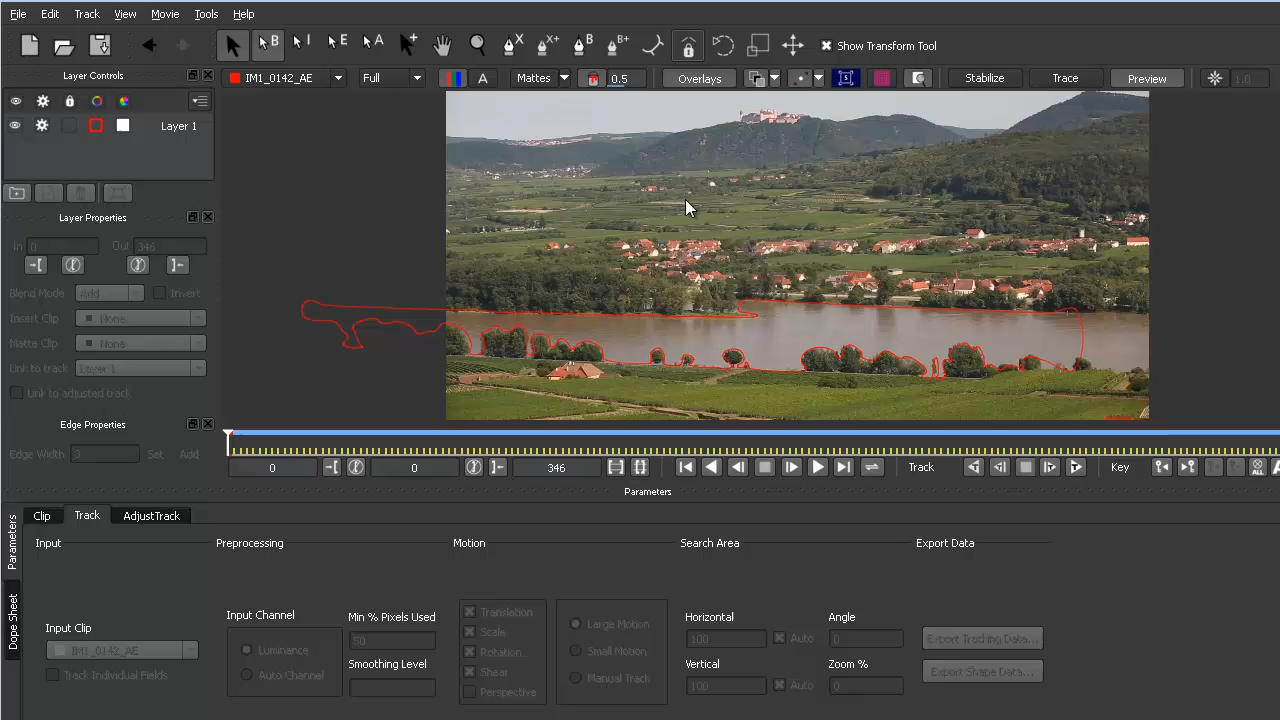 File Edit Track View Movie Tools Help
B I E A X X+ B B+ Show Transform Tool
Layer Controls IM1_0142_AE Full A Mattes 0.5 Overlays Stabilize Trace Preview 1.0
Layer 1
Layer Properties
In 0 Out 346
Blend Mode Add Invert
Insert Clip None
Matte Clip None
Link to track Layer 1
Link to adjusted track
Edge Properties
Edge Width 3 Set Add
0 0 346 Track Key ALL A
Parameters
Clip Track AdjustTrack
Parameters
Dope Sheet
Input Preprocessing Motion Search Area Export Data
Input Clip
IM1_0142_AE
Track Individual Fields
Input Channel
Luminance
Auto Channel
Min % Pixels Used
50
Smoothing Level
Translation
Scale
Rotation
Shear
Perspective
Large Motion
Small Motion
Manual Track
Horizontal
100 Auto
Vertical
100 Auto
Angle
0
Zoom %
0
Export Tracking Data...
Export Shape Data...